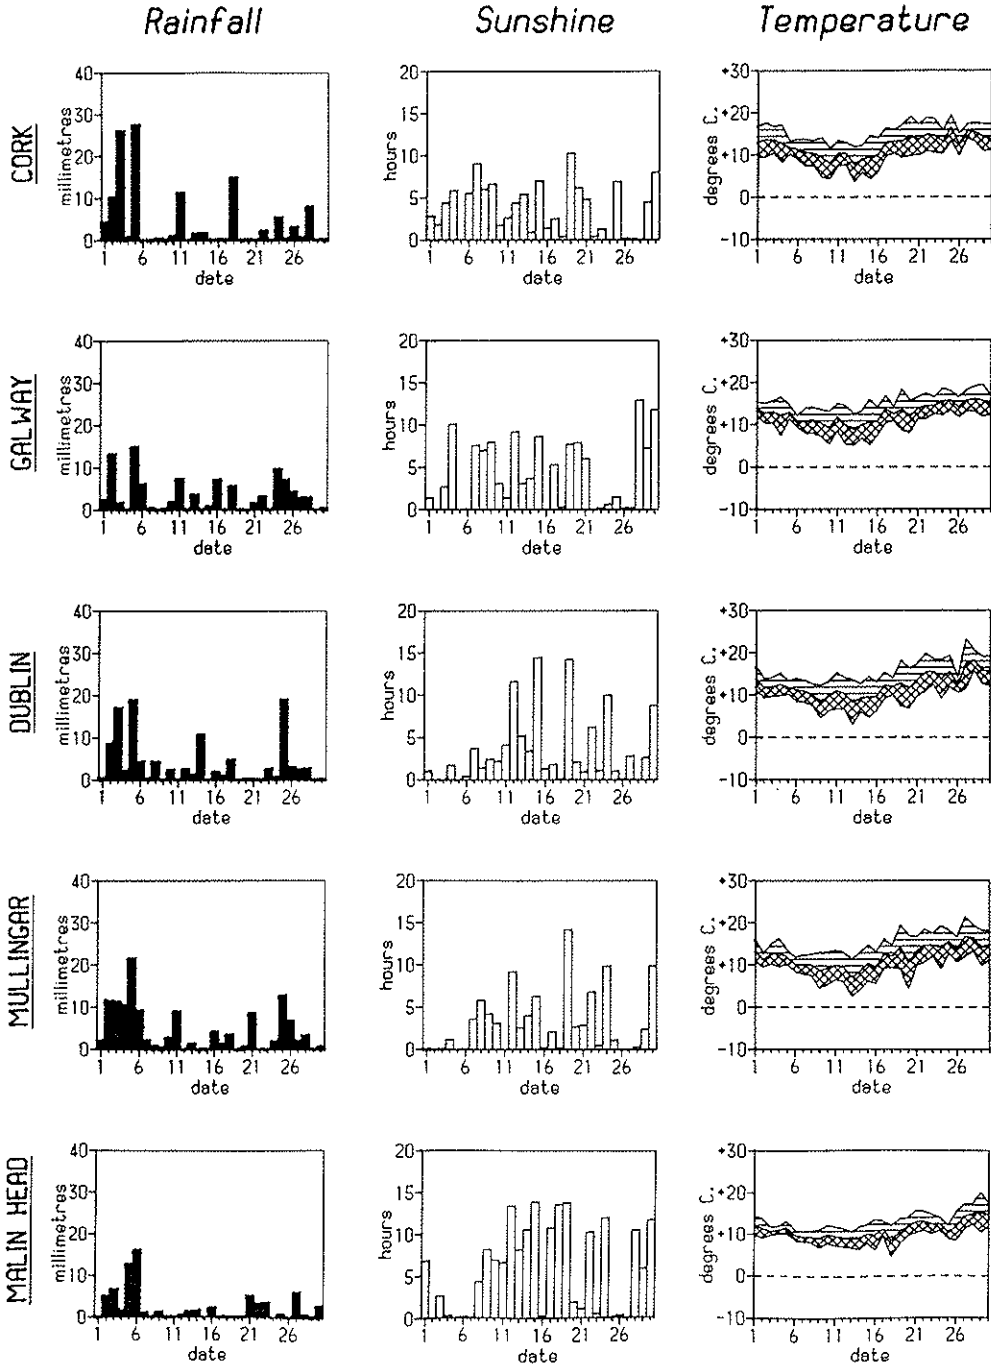 Rainfall Sunshine Temperature
CORK
millimetres
40
30
20
10
0
1 6 11 16 21 26
date
hours
20
15
10
5
0
1 6 11 16 21 26
date
degrees C.
+30
+20
+10
0
-10
1 6 11 16 21 26
date
GALWAY
millimetres
40
30
20
10
0
1 6 11 16 21 26
date
hours
20
15
10
5
0
1 6 11 16 21 26
date
degrees C.
+30
+20
+10
0
-10
1 6 11 16 21 26
date
DUBLIN
millimetres
40
30
20
10
0
1 6 11 16 21 26
date
hours
20
15
10
5
0
1 6 11 16 21 26
date
degrees C.
+30
+20
+10
0
-10
1 6 11 16 21 26
date
MULLINGAR
millimetres
40
30
20
10
0
1 6 11 16 21 26
date
hours
20
15
10
5
0
1 6 11 16 21 26
date
degrees C.
+30
+20
+10
0
-10
1 6 11 16 21 26
date
MALIN HEAD
millimetres
40
30
20
10
0
1 6 11 16 21 26
date
hours
20
15
10
5
0
1 6 11 16 21 26
date
degrees C.
+30
+20
+10
0
-10
1 6 11 16 21 26
date